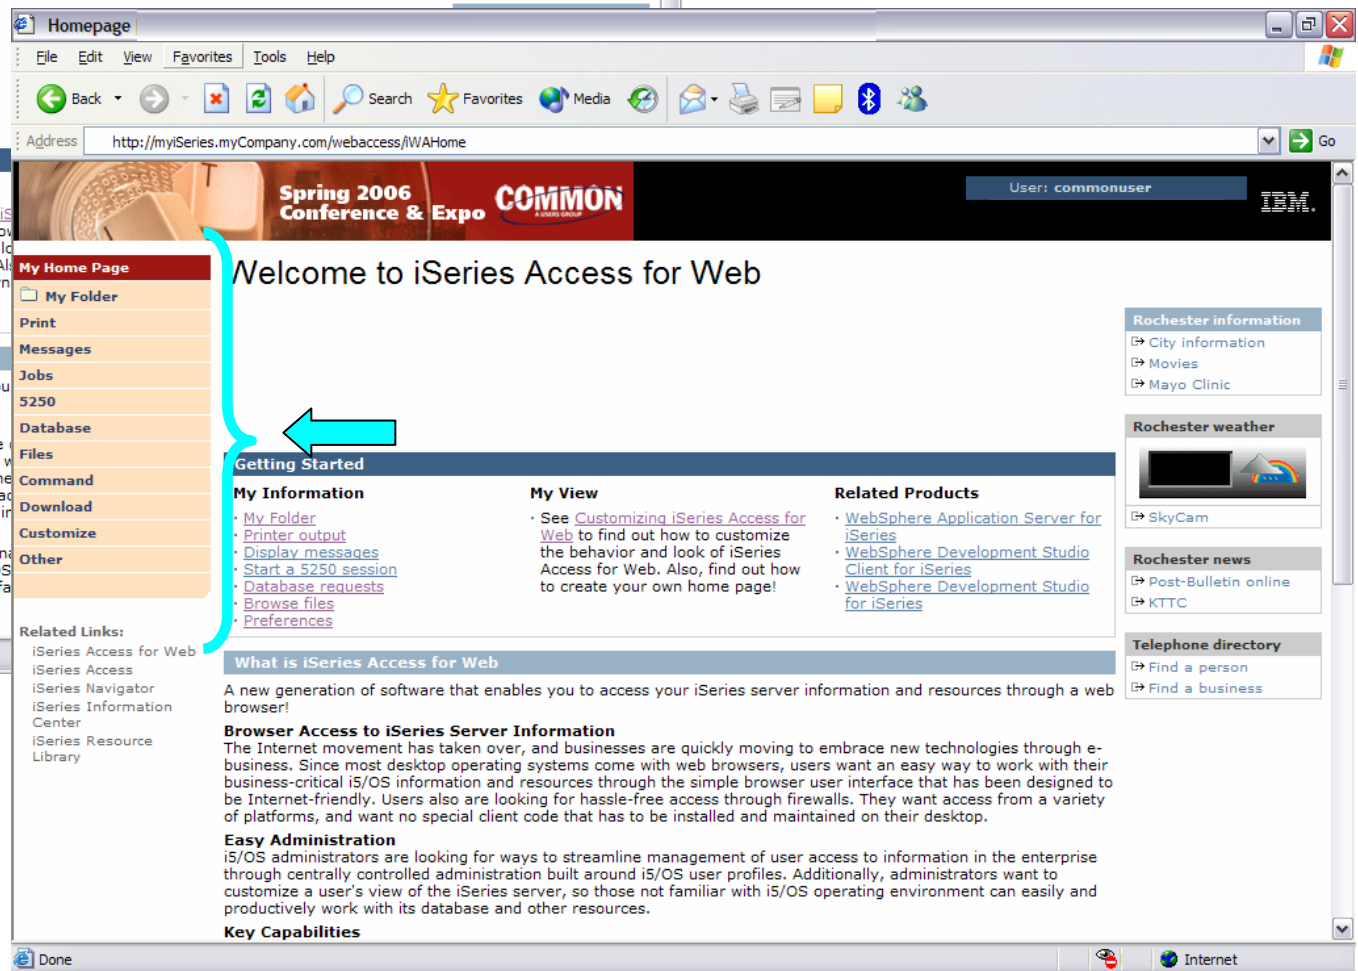 Homepage
File Edit View Favorites Tools Help
Back Search Favorites Media
Address http://myiSeries.myCompany.com/webaccess/iWAHome Go
T
Spring 2006
Conference & Expo
COMMON
A USERS GROUP
User: commonuser
IBM.
My Home Page
My Folder
Print
Messages
Jobs
5250
Database
Files
Command
Download
Customize
Other
Related Links:
iSeries Access for Web
iSeries Access
iSeries Navigator
iSeries Information
Center
iSeries Resource
Library
Welcome to iSeries Access for Web
Getting Started
My Information
· My Folder
· Printer output
· Display messages
· Start a 5250 session
· Database requests
· Browse files
· Preferences
My View
· See Customizing iSeries Access for
Web to find out how to customize
the behavior and look of iSeries
Access for Web. Also, find out how
to create your own home page!
Related Products
· WebSphere Application Server for
iSeries
· WebSphere Development Studio
Client for iSeries
· WebSphere Development Studio
for iSeries
What is iSeries Access for Web
A new generation of software that enables you to access your iSeries server information and resources through a web
browser!
Browser Access to iSeries Server Information
The Internet movement has taken over, and businesses are quickly moving to embrace new technologies through e-
business. Since most desktop operating systems come with web browsers, users want an easy way to work with their
business-critical i5/OS information and resources through the simple browser user interface that has been designed to
be Internet-friendly. Users also are looking for hassle-free access through firewalls. They want access from a variety
of platforms, and want no special client code that has to be installed and maintained on their desktop.
Easy Administration
i5/OS administrators are looking for ways to streamline management of user access to information in the enterprise
through centrally controlled administration built around i5/OS user profiles. Additionally, administrators want to
customize a user's view of the iSeries server, so those not familiar with i5/OS operating environment can easily and
productively work with its database and other resources.
Key Capabilities
Rochester information
City information
Movies
Mayo Clinic
Rochester weather
SkyCam
Rochester news
Post-Bulletin online
KTTC
Telephone directory
Find a person
Find a business
Done
Internet